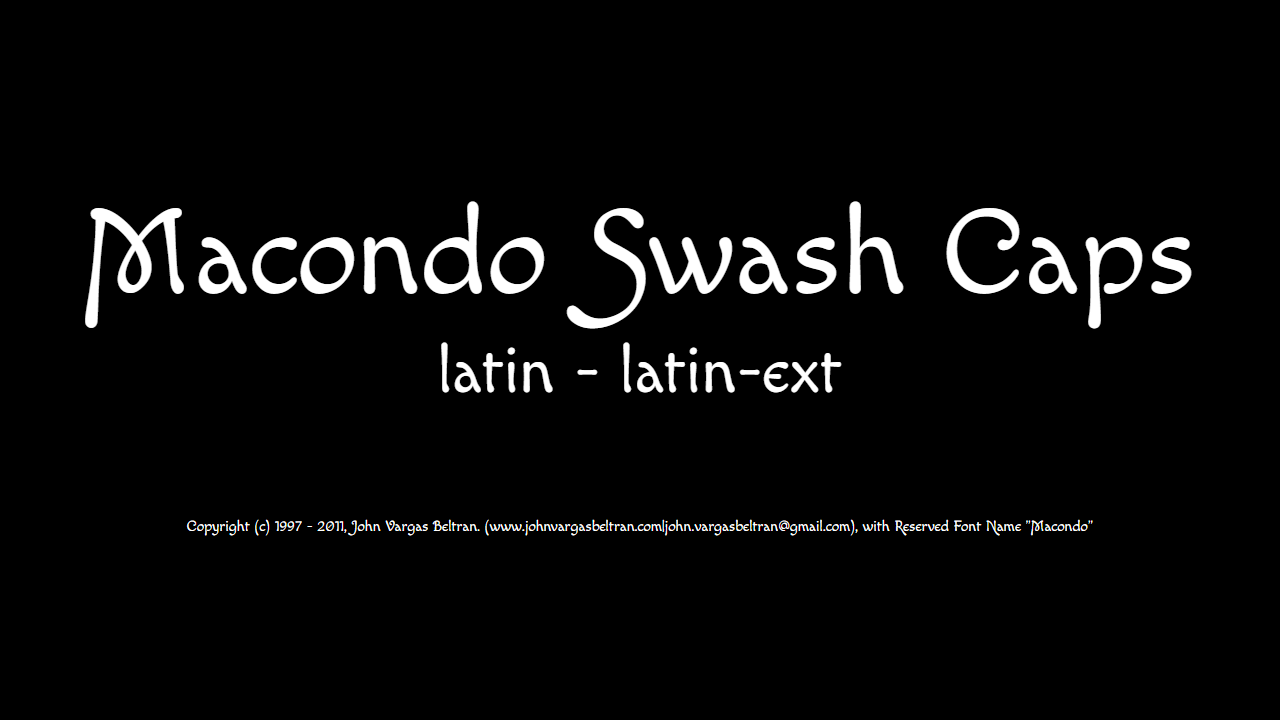 Macondo Swash Caps
latin - latin-ext
Copyright (c) 1997 - 2011, John Vargas Beltran. (www.johnvargasbeltran.com|john.vargasbeltran@gmail.com), with Reserved Font Name "Macondo"